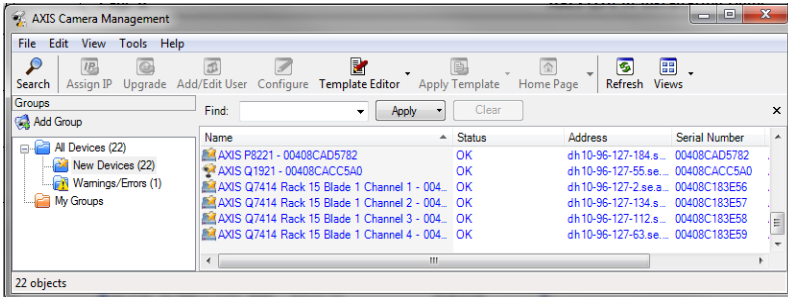 AXIS Camera Management
File Edit View Tools Help
Search Assign IP Upgrade Add/Edit User Configure Template Editor Apply Template Home Page Refresh Views
Groups
Find: Apply Clear
Add Group
Name Status Address Serial Number
All Devices (22)
AXIS P8221 - 00408CAD5782 OK dh10-96-127-184.s... 00408CAD5782
New Devices (22)
AXIS Q1921 - 00408CACC5A0 OK dh10-96-127-55.se... 00408CACC5A0
Warnings/Errors (1)
AXIS Q7414 Rack 15 Blade 1 Channel 1 - 004... OK dh10-96-127-2.se.a... 00408C183E56
My Groups
AXIS Q7414 Rack 15 Blade 1 Channel 2 - 004... OK dh10-96-127-134.s... 00408C183E57
AXIS Q7414 Rack 15 Blade 1 Channel 3 - 004... OK dh10-96-127-112.s... 00408C183E58
AXIS Q7414 Rack 15 Blade 1 Channel 4 - 004... OK dh10-96-127-63.se... 00408C183E59
22 objects